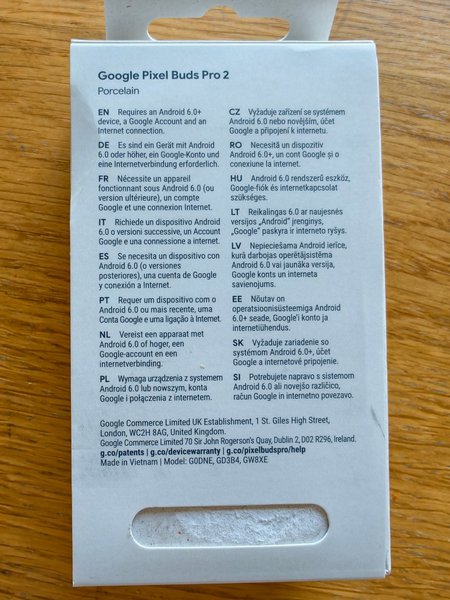 Google Pixel Buds Pro 2
Porcelain
EN Requires an Android 6.0+
device, a Google Account and an
Internet connection.
DE Es sind ein Gerät mit Android
6.0 oder höher, ein Google-Konto und
eine Internetverbindung erforderlich.
FR Nécessite un appareil
fonctionnant sous Android 6.0 (ou
version ultérieure), un compte
Google et une connexion Internet.
IT Richiede un dispositivo Android
6.0 o versioni successive, un Account
Google e una connessione a internet.
ES Se necesita un dispositivo con
Android 6.0 (o versiones
posteriores), una cuenta de Google
y conexión a Internet.
PT Requer um dispositivo com o
Android 6.0 ou mais recente, uma
Conta Google e uma ligação à Internet.
NL Vereist een apparaat met
Android 6.0 of hoger, een
Google-account en een
internetverbinding.
PL Wymaga urządzenia z systemem
Android 6.0 lub nowszym, konta
Google i połączenia z internetem.
CZ Vyžaduje zařízení se systémem
Android 6.0 nebo novějším, účet
Google a připojení k internetu.
RO Necesită un dispozitiv
Android 6.0+, un cont Google și o
conexiune la internet.
HU Android 6.0 rendszerű eszköz,
Google-fiók és internetkapcsolat
szükséges.
LT Reikalingas 6.0 ar naujesnės
versijos „Android“ įrenginys,
„Google“ paskyra ir interneto ryšys.
LV Nepieciešama Android ierīce,
kurā darbojas operētājsistēma
Android 6.0 vai jaunāka versija,
Google konts un interneta
savienojums.
EE Nõutav on
operatsioonisüsteemiga Android
6.0+ seade, Google'i konto ja
internetiühendus.
SK Vyžaduje zariadenie so
systémom Android 6.0+, účet
Google a internetové pripojenie.
SI Potrebujete napravo s sistemom
Android 6.0 ali novejšo različico,
račun Google in internetno povezavo.
Google Commerce Limited UK Establishment, 1 St. Giles High Street,
London, WC2H 8AG, United Kingdom.
Google Commerce Limited 70 Sir John Rogerson's Quay, Dublin 2, D02 R296, Ireland.
g.co/patents | g.co/devicewarranty | g.co/pixelbudspro/help
Made in Vietnam | Model: G0DNE, GD3B4, GW8XE